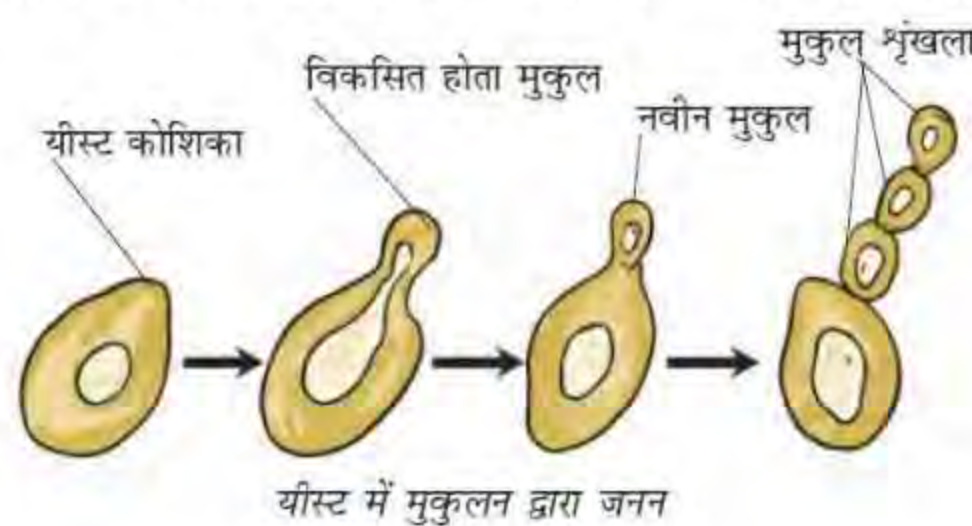 मुकुल शृंखला
विकसित होता मुकुल
नवीन मुकुल
यीस्ट कोशिका
यीस्ट में मुकुलन द्वारा जनन